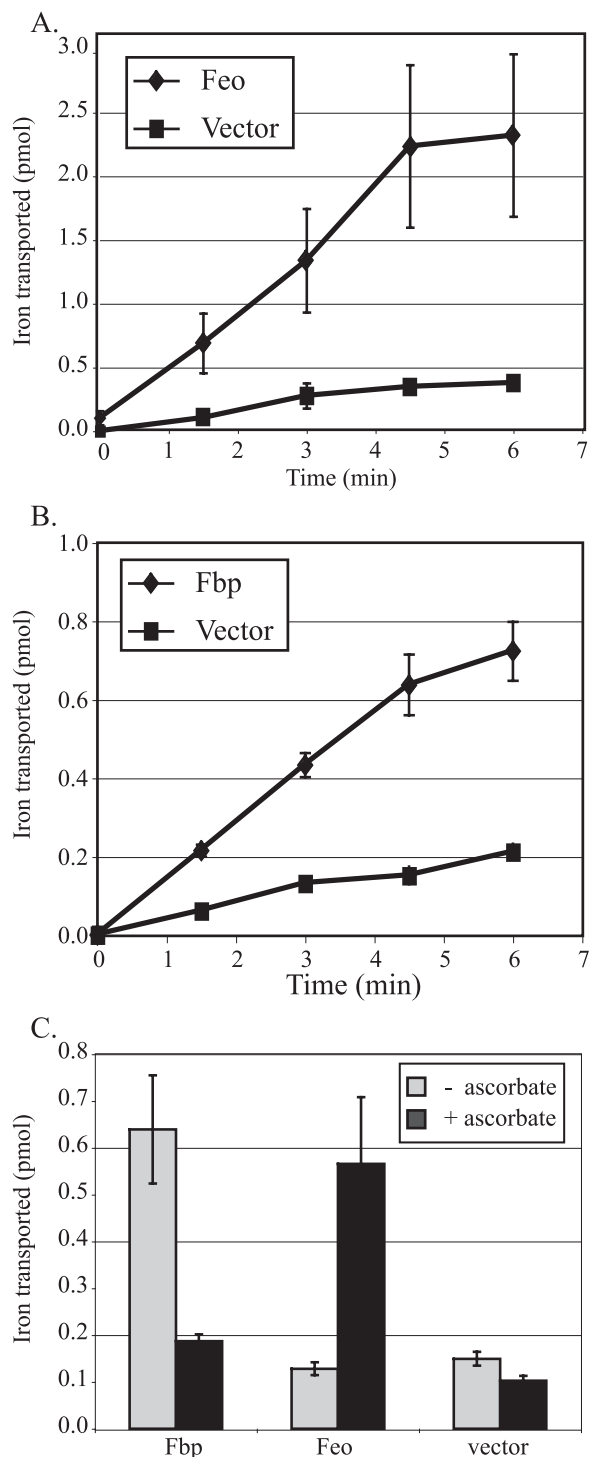 A.
3.0
2.5
2.0
1.5
1.0
0.5
0.0
Iron transported (pmol)
Feo
Vector
0 1 2 3 4 5 6 7
Time (min)
B.
1.0
0.8
0.6
0.4
0.2
0.0
Iron transported (pmol)
Fbp
Vector
0 1 2 3 4 5 6 7
Time (min)
C.
0.8
0.7
0.6
0.5
0.4
0.3
0.2
0.1
0.0
Iron transported (pmol)
- ascorbate
+ ascorbate
Fbp Feo vector